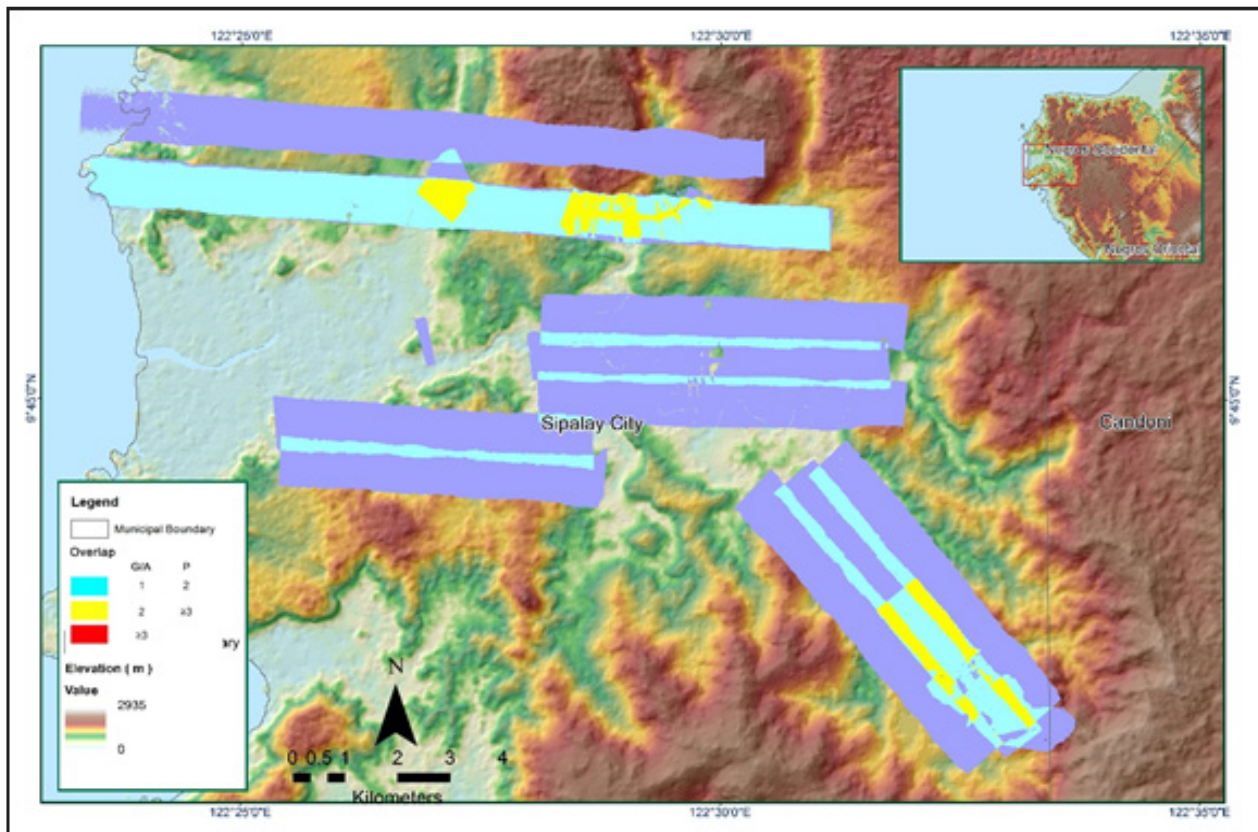 122°25'0"E 122°30'0"E 122°35'0"E
Negros Occidental
Negros Oriental
9°45'0"N 9°45'0"N
Sipalay City
Candoni
Legend
Municipal Boundary
Overlap
G/A P
1 2
2 ≥3
≥3
ary
Elevation ( m )
Value
2935
0
N
0 0.5 1 2 3 4
Kilometers
122°25'0"E 122°30'0"E 122°35'0"E